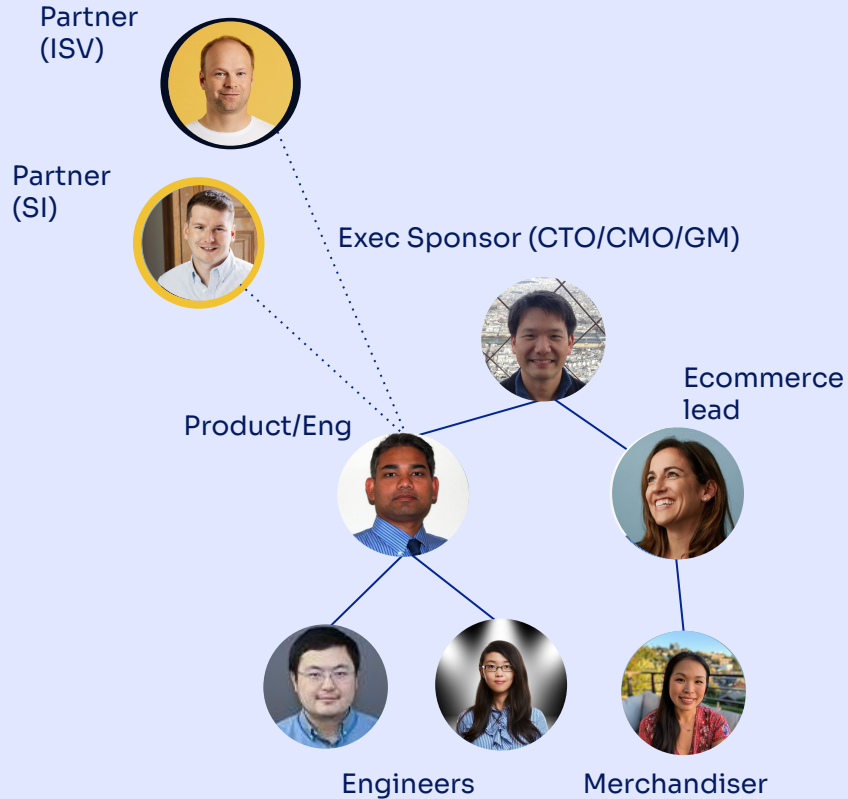 Partner
(ISV)
Partner
(SI)
Exec Sponsor (CTO/CMO/GM)
Ecommerce
lead
Product/Eng
Engineers
Merchandiser